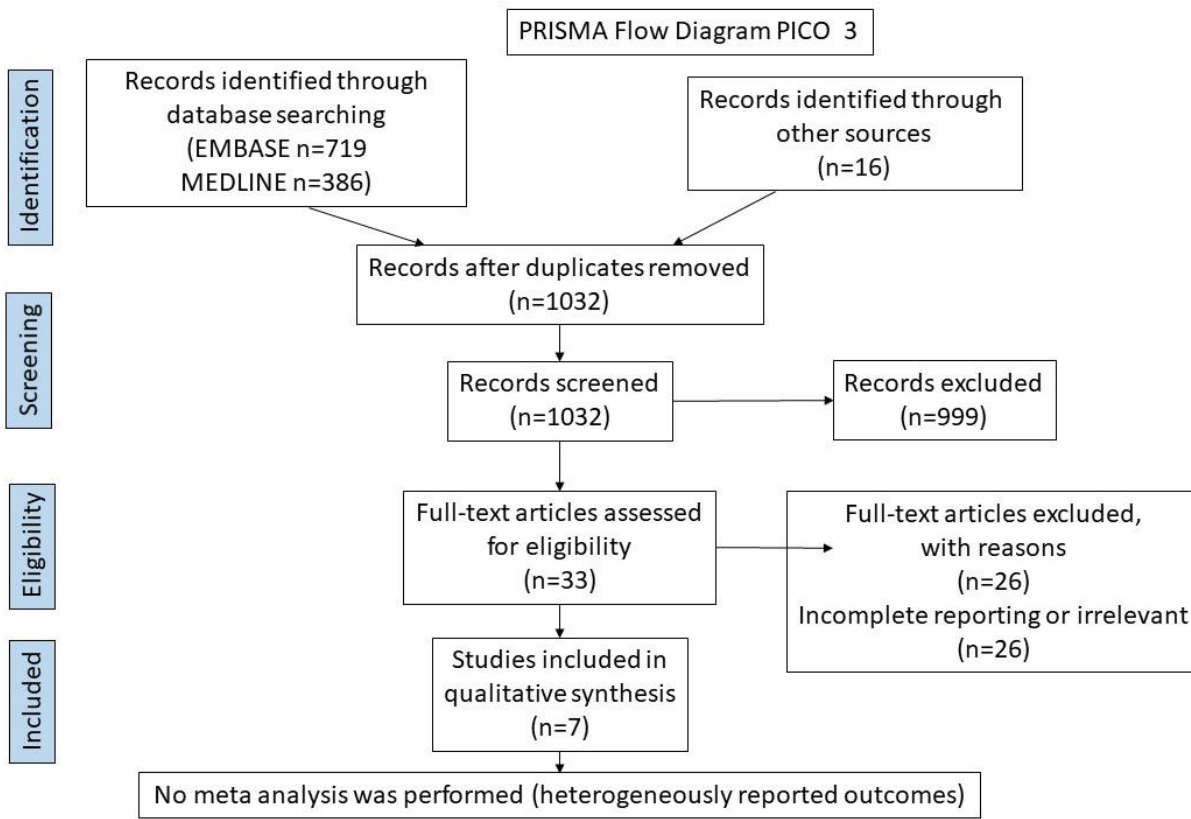 PRISMA Flow Diagram PICO 3
Identification
Records identified through
database searching
(EMBASE n=719
MEDLINE n=386)
Records identified through
other sources
(n=16)
Records after duplicates removed
(n=1032)
Screening
Records screened
(n=1032)
Records excluded
(n=999)
Eligibility
Full-text articles assessed
for eligibility
(n=33)
Full-text articles excluded,
with reasons
(n=26)
Incomplete reporting or irrelevant
(n=26)
Included
Studies included in
qualitative synthesis
(n=7)
No meta analysis was performed (heterogeneously reported outcomes)